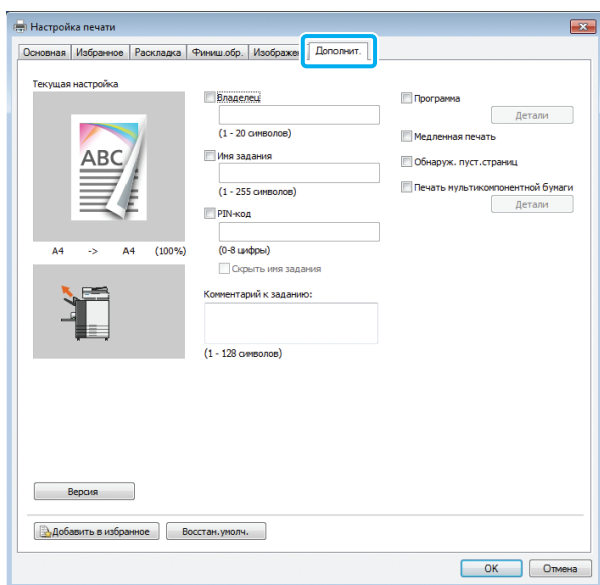 Настройка печати
Основная Избранное Раскладка Финиш.обр. Изображе Дополнит.
Текущая настройка
ABC
A4 -> A4 (100%)
Владелец
(1 - 20 символов)
Имя задания
(1 - 255 символов)
PIN-код
(0-8 цифры)
Скрыть имя задания
Комментарий к заданию:
(1 - 128 символов)
Программа
Детали
Медленная печать
Обнаруж. пуст.страниц
Печать мультикомпонентной бумаги
Детали
Версия
Добавить в избранное Восстан.умолч.
OK Отмена